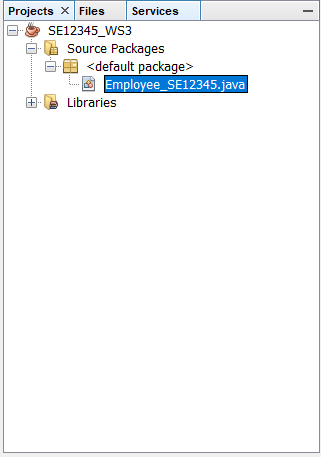 Projects Files Services
SE12345_WS3
Source Packages
<default package>
Employee_SE12345.java
Libraries